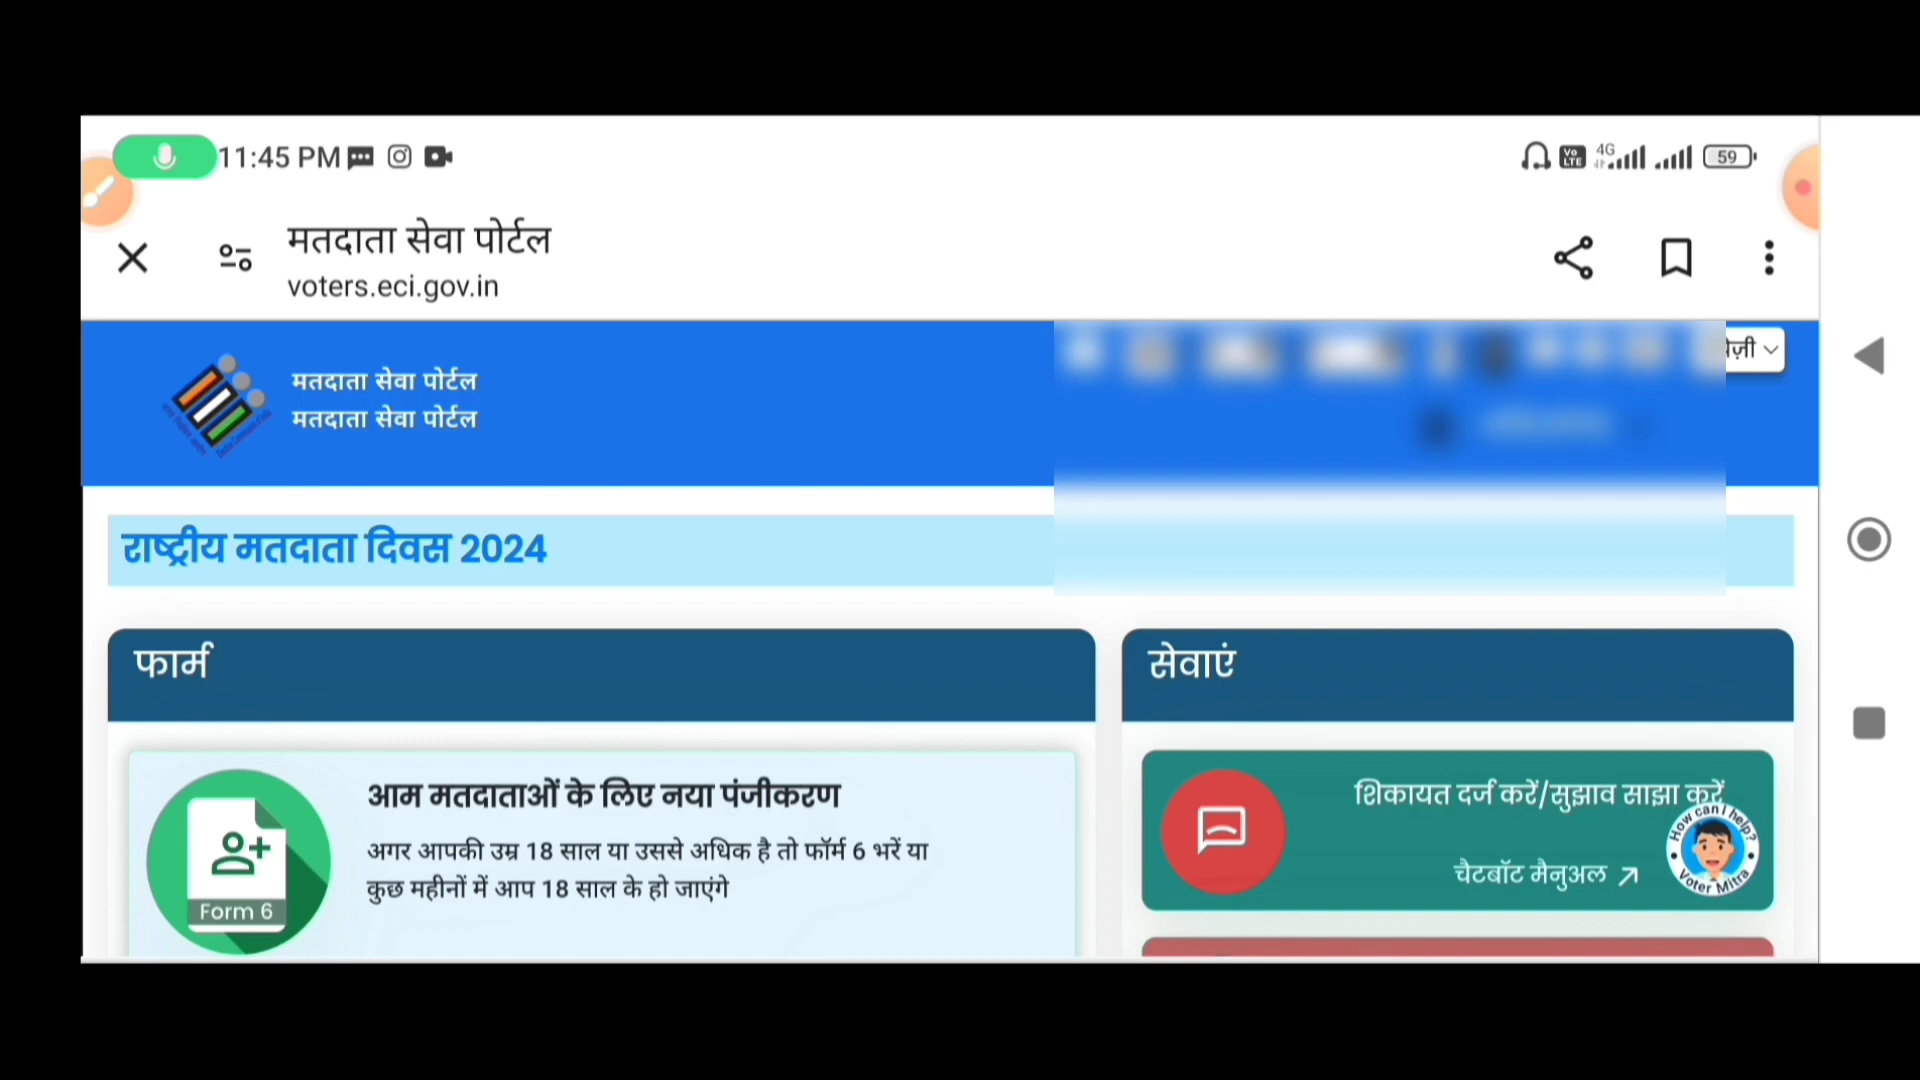 11:45 PM
Vo LTE 4G 59
मतदाता सेवा पोर्टल
voters.eci.gov.in
मतदाता सेवा पोर्टल
मतदाता सेवा पोर्टल
राष्ट्रीय मतदाता दिवस 2024
फार्म
सेवाएं
आम मतदाताओं के लिए नया पंजीकरण
अगर आपकी उम्र 18 साल या उससे अधिक है तो फॉर्म 6 भरें या
कुछ महीनों में आप 18 साल के हो जाएंगे
Form 6
शिकायत दर्ज करें/सुझाव साझा करें
चैटबॉट मैनुअल
How can I help?
Voter Mitra